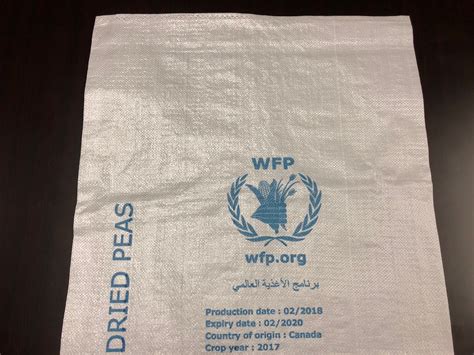 WFP
wfp.org
برنامج الأغذية العالمي
DRIED PEAS
Production date : 02/2018
Expiry date : 02/2020
Country of origin : Canada
Crop year : 2017